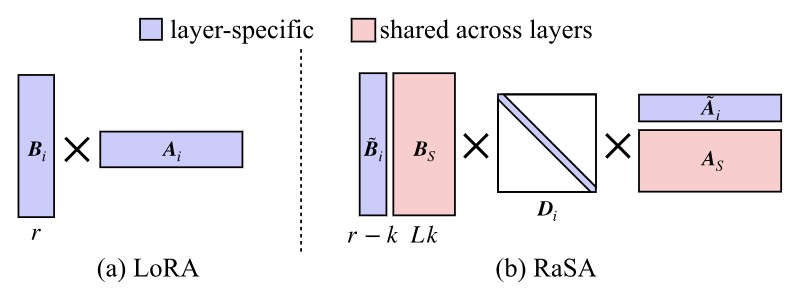 layer-specific shared across layers
B_i × A_i
r
(a) LoRA
B̃_i B_S × D_i × Ã_i A_S
r − k Lk
(b) RaSA